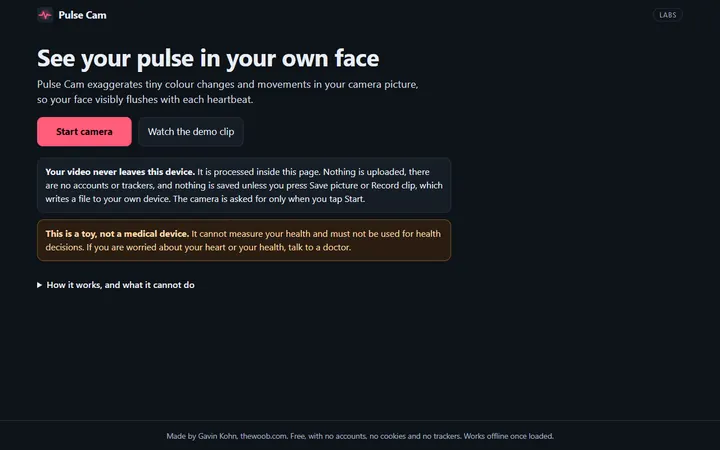 Pulse Cam
LABS
See your pulse in your own face
Pulse Cam exaggerates tiny colour changes and movements in your camera picture,
so your face visibly flushes with each heartbeat.
Start camera
Watch the demo clip
Your video never leaves this device. It is processed inside this page. Nothing is uploaded, there
are no accounts or trackers, and nothing is saved unless you press Save picture or Record clip, which
writes a file to your own device. The camera is asked for only when you tap Start.
This is a toy, not a medical device. It cannot measure your health and must not be used for health
decisions. If you are worried about your heart or your health, talk to a doctor.
How it works, and what it cannot do
Made by Gavin Kohn, thewoob.com. Free, with no accounts, no cookies and no trackers. Works offline once loaded.